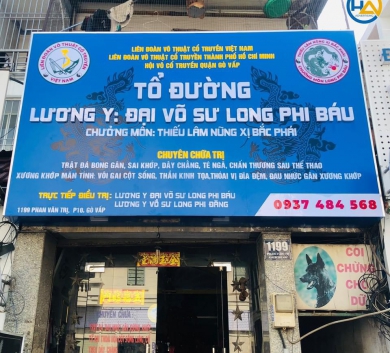 LIÊN ĐOÀN VÕ THUẬT CỔ TRUYỀN VIỆT NAM
LIÊN ĐOÀN VÕ THUẬT CỔ TRUYỀN THÀNH PHỐ HỒ CHÍ MINH
HỘI VÕ CỔ TRUYỀN QUẬN GÒ VẤP
TỔ ĐƯỜNG
LƯƠNG Y: ĐẠI VÕ SƯ LONG PHI BÁU
CHƯỞNG MÔN: THIẾU LÂM NỘNG XỊ BẮC PHÁI
CHUYÊN CHỮA TRỊ
TRẬT ĐẢ BONG GÂN, SAI KHỚP, DÂY CHẰNG, TÉ NGÃ, CHẤN THƯƠNG SAU THỂ THAO
XƯƠNG KHỚP MÃN TÍNH: VÔI GAI CỘT SỐNG, THẦN KINH TỌA, THOÁI VỊ ĐĨA ĐỆM, ĐAU NHỨC GÂN XƯƠNG KHỚP
TRỰC TIẾP ĐIỀU TRỊ: LƯƠNG Y ĐẠI VÕ SƯ LONG PHI BÁU
LƯƠNG Y VÕ SƯ LONG PHI ĐĂNG
1199 PHAN VĂN TRỊ, P10, GÒ VẤP
0937 484 568
1199
COI
CHỪNG
CHÓ
DỮ